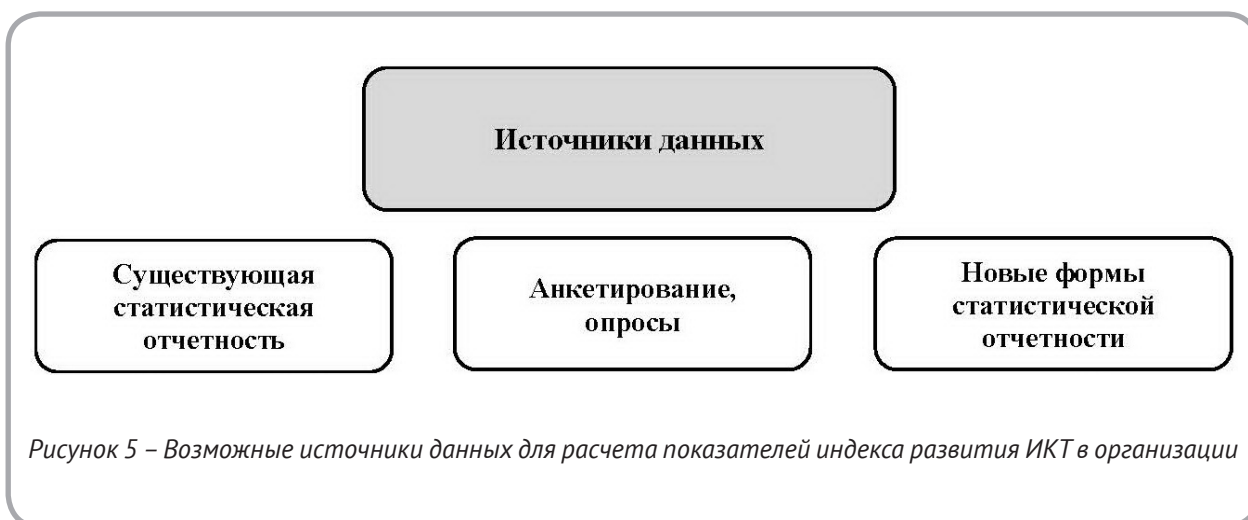 Источники данных
Существующая
статистическая
отчетность
Анкетирование,
опросы
Новые формы
статистической
отчетности
Рисунок 5 – Возможные источники данных для расчета показателей индекса развития ИКТ в организации